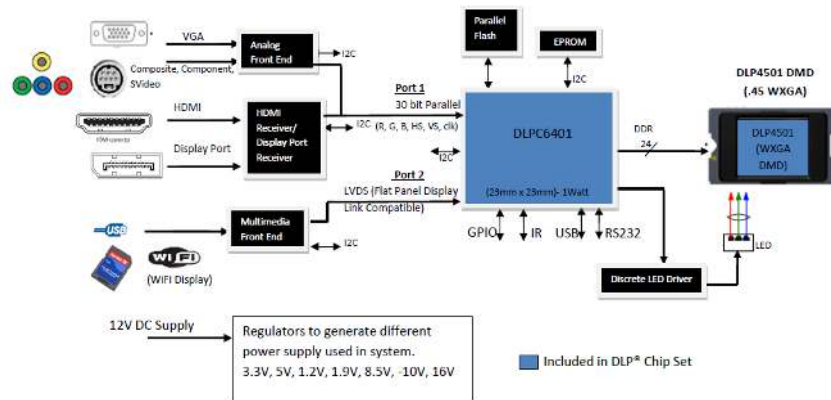 VGA
Analog
Front End
I2C
Composite, Component,
SVideo
HDMI
HDMI
Receiver/
Display Port
Receiver
Display Port
Port 1
30 bit Parallel
I2C
(R, G, B, HS, VS, clk)
I2C
Port 2
LVDS (Flat Panel Display
Link Compatible)
USB
Multimedia
Front End
I2C
Wi Fi
(WIFI Display)
Parallel
Flash
EPROM
I2C
DLPC6401
(23mm x 23mm)- 1Watt
GPIO
IR
USB
RS232
DDR
24
DLP4501 DMD
(.45 WXGA)
DLP4501
(WXGA
DMD)
LED
Discrete LED Driver
12V DC Supply
Regulators to generate different
power supply used in system.
3.3V, 5V, 1.2V, 1.9V, 8.5V, -10V, 16V
Included in DLP® Chip Set